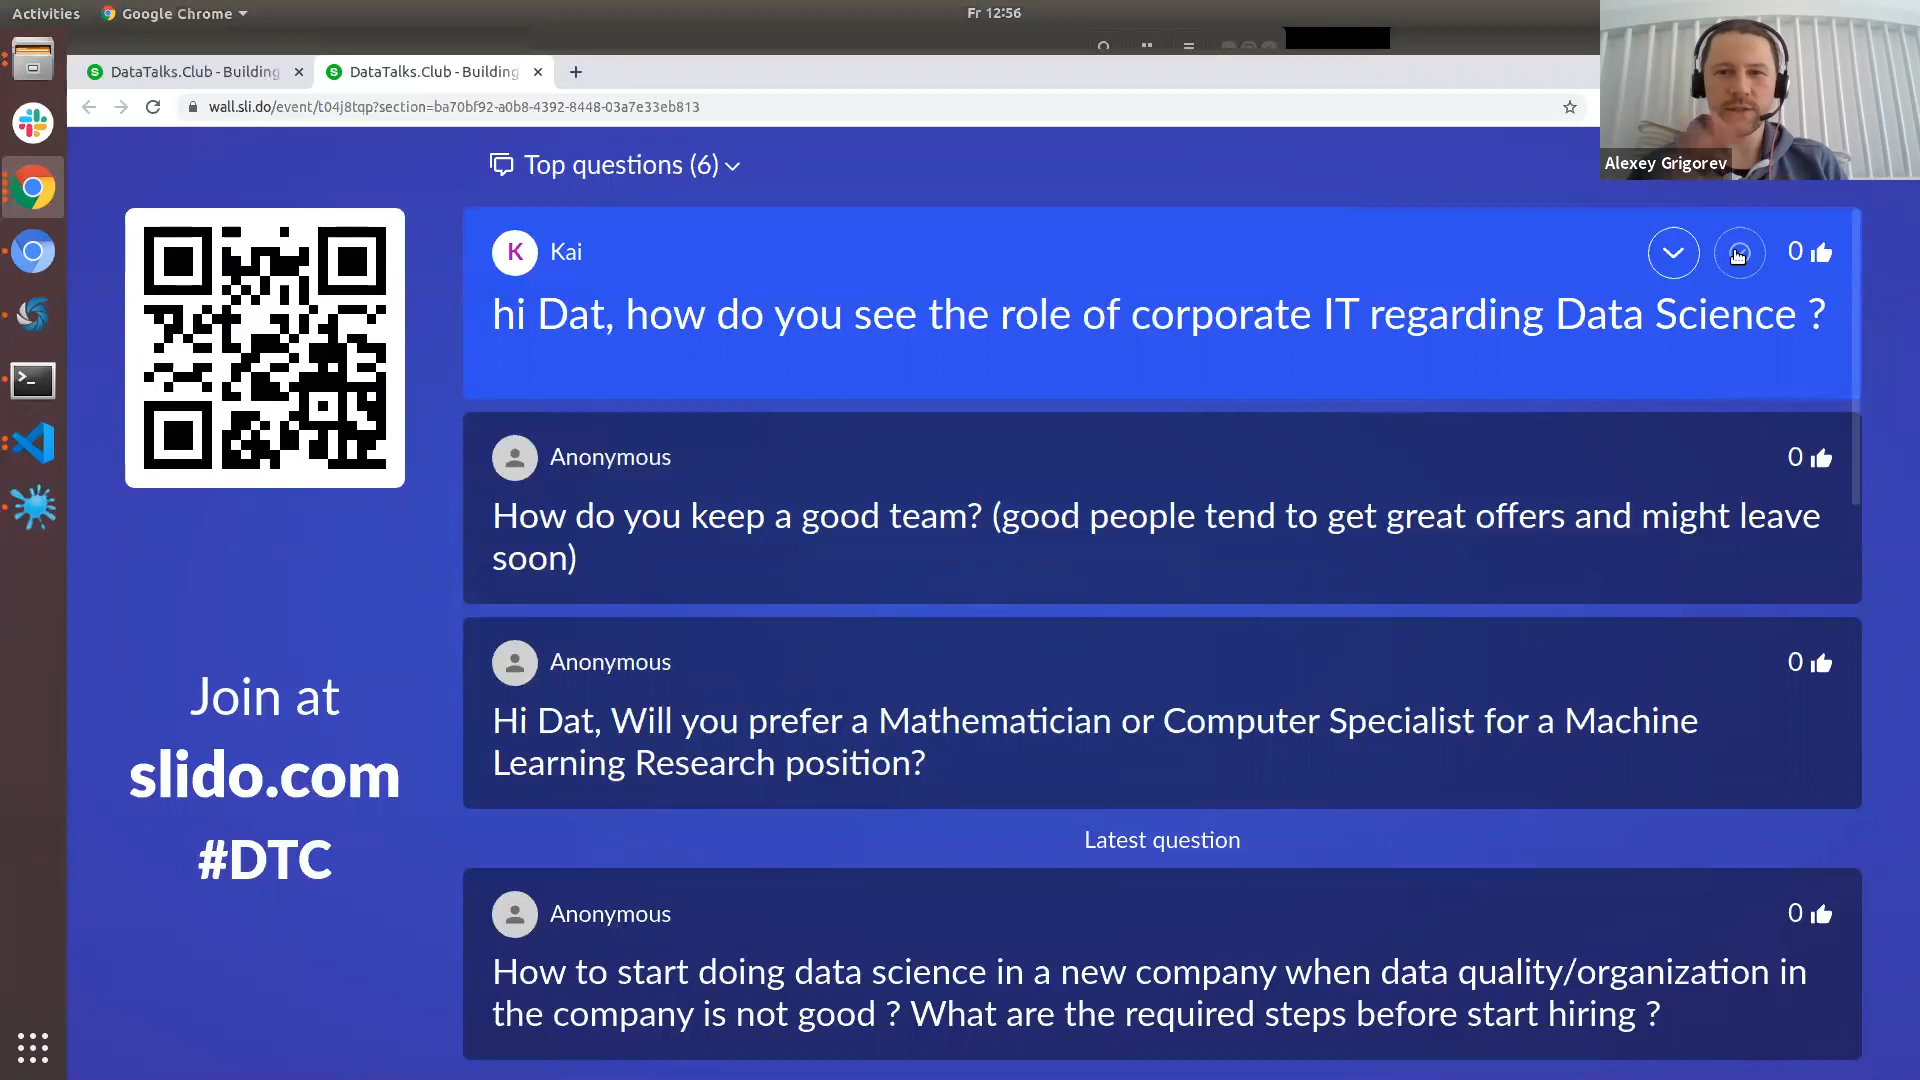 Activities
Google Chrome
Fr 12:56
DataTalks.Club - Building
DataTalks.Club - Building
wall.sli.do/event/t04j8tqp?section=ba70bf92-a0b8-4392-8448-03a7e33eb813
Alexey Grigorev
Top questions (6)
K
Kai
0
hi Dat, how do you see the role of corporate IT regarding Data Science ?
Anonymous
0
How do you keep a good team? (good people tend to get great offers and might leave
soon)
Anonymous
0
Hi Dat, Will you prefer a Mathematician or Computer Specialist for a Machine
Learning Research position?
Join at
slido.com
#DTC
Latest question
Anonymous
0
How to start doing data science in a new company when data quality/organization in
the company is not good ? What are the required steps before start hiring ?